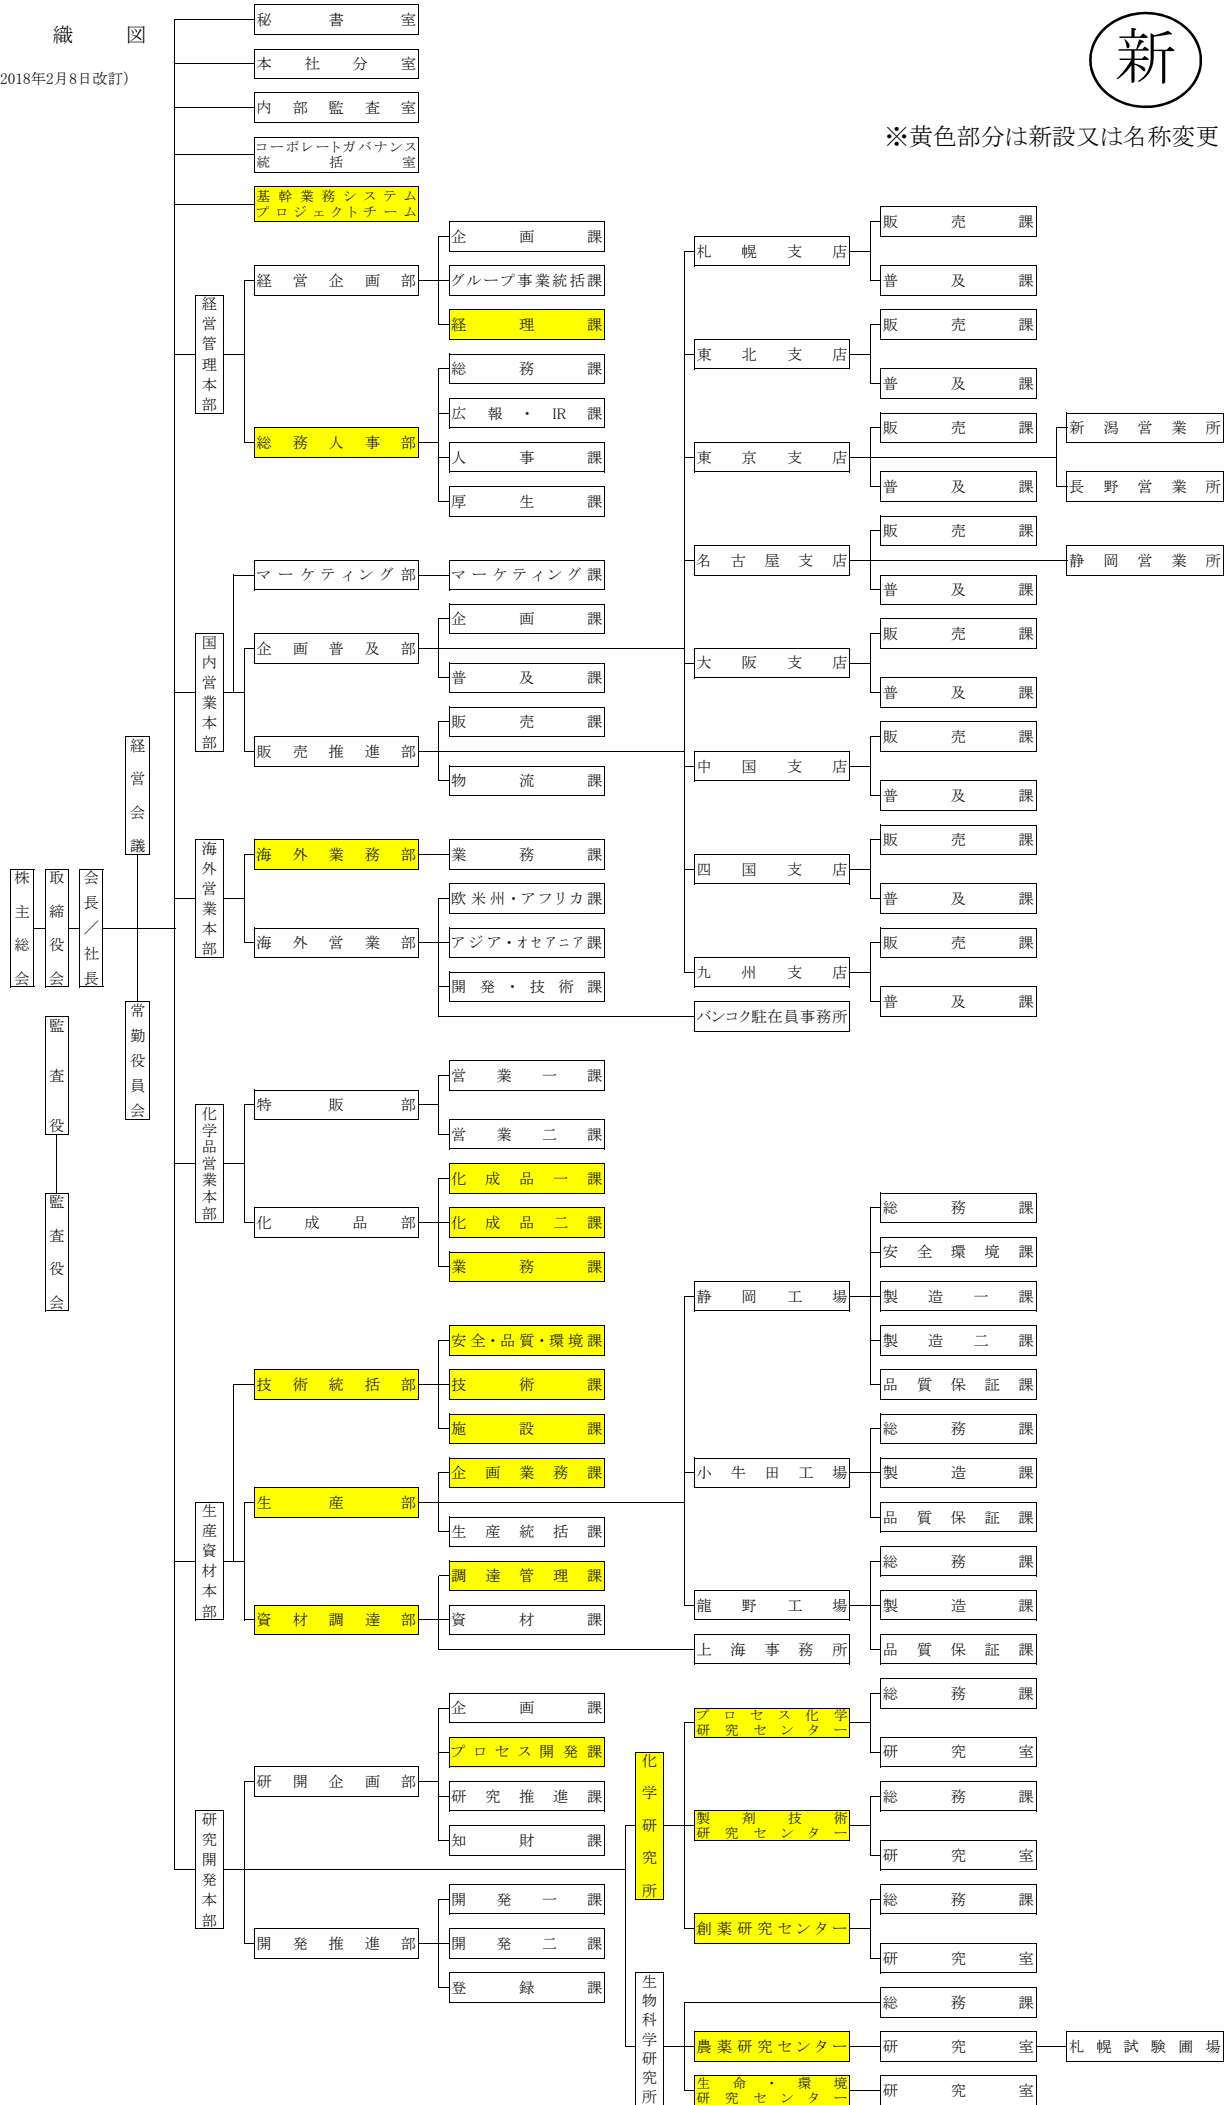 織 図
2018年2月8日改訂）
新
※黄色部分は新設又は名称変更
秘書室
本社分室
内部監査室
コーポレートガバナンス
統括室
基幹業務システム
プロジェクトチーム
経営管理本部
経営企画部
企画課
グループ事業統括課
経理課
総務人事部
総務課
広報・IR課
人事課
厚生課
国内営業本部
マーケティング部
マーケティング課
企画普及部
企画課
普及課
販売推進部
販売課
物流課
札幌支店
販売課
普及課
東北支店
販売課
普及課
東京支店
販売課
普及課
新潟営業所
長野営業所
名古屋支店
販売課
普及課
静岡営業所
大阪支店
販売課
普及課
中国支店
販売課
普及課
四国支店
販売課
普及課
九州支店
販売課
普及課
経営会議
株主総会
取締役会
会長／社長
常勤役員会
監査役
監査役会
海外営業本部
海外業務部
業務課
海外営業部
欧米州・アフリカ課
アジア・オセアニア課
開発・技術課
バンコク駐在員事務所
化学品営業本部
特販部
営業一課
営業二課
化成品部
化成品一課
化成品二課
業務課
生産資材本部
技術統括部
安全・品質・環境課
技術課
施設課
生産部
企画業務課
生産統括課
資材調達部
調達管理課
資材課
上海事務所
静岡工場
総務課
安全環境課
製造一課
製造二課
品質保証課
小牛田工場
総務課
製造課
品質保証課
龍野工場
総務課
製造課
品質保証課
研究開発本部
研開企画部
企画課
プロセス開発課
研究推進課
知財課
開発推進部
開発一課
開発二課
登録課
化学研究所
プロセス化学
研究センター
総務課
研究室
製剤技術
研究センター
総務課
研究室
創薬研究センター
総務課
研究室
生物科学研究所
総務課
農薬研究センター
研究室
札幌試験圃場
生命・環境
研究センター
研究室